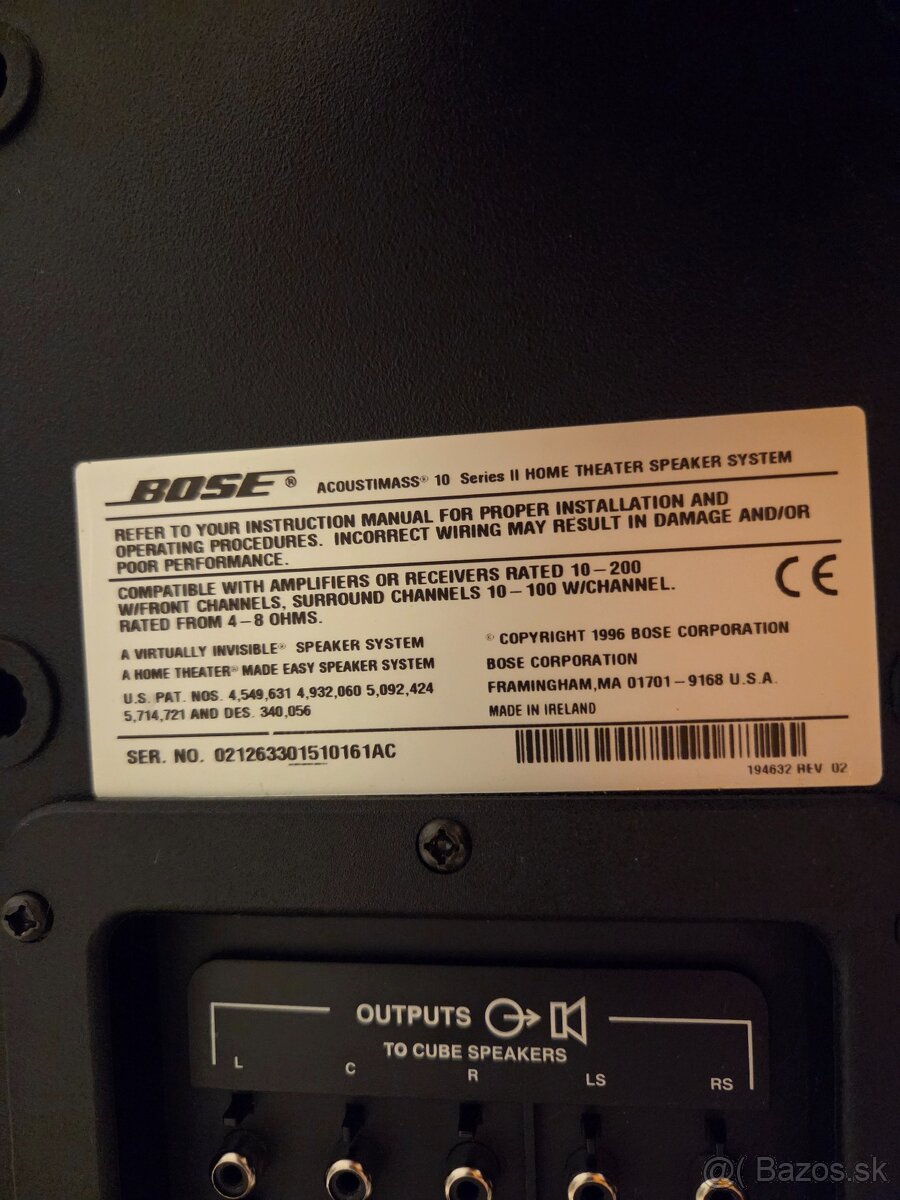 BOSE® ACOUSTIMASS® 10 Series II HOME THEATER SPEAKER SYSTEM
REFER TO YOUR INSTRUCTION MANUAL FOR PROPER INSTALLATION AND
OPERATING PROCEDURES. INCORRECT WIRING MAY RESULT IN DAMAGE AND/OR
POOR PERFORMANCE.
COMPATIBLE WITH AMPLIFIERS OR RECEIVERS RATED 10-200
W/FRONT CHANNELS, SURROUND CHANNELS 10-100 W/CHANNEL.
RATED FROM 4-8 OHMS.
CE
A VIRTUALLY INVISIBLE® SPEAKER SYSTEM
A HOME THEATER® MADE EASY SPEAKER SYSTEM
U.S. PAT. NOS. 4,549,631 4,932,060 5,092,424
5,714,721 AND DES. 340,056
© COPYRIGHT 1996 BOSE CORPORATION
BOSE CORPORATION
FRAMINGHAM,MA 01701-9168 U.S.A.
MADE IN IRELAND
SER. NO. 021263301510161AC
194632 REV 02
OUTPUTS
TO CUBE SPEAKERS
L C R LS RS
@( Bazos.sk